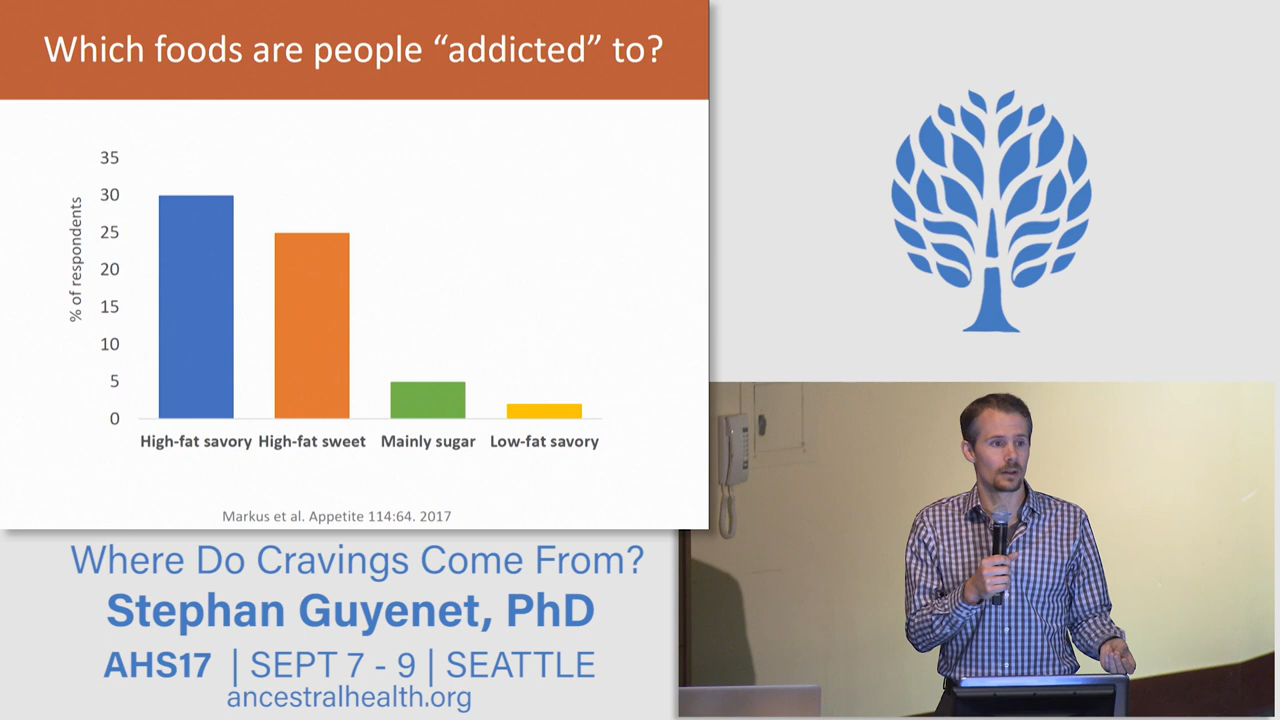 Which foods are people “addicted” to?
% of respondents
35
30
25
20
15
10
5
0
High-fat savory High-fat sweet Mainly sugar Low-fat savory
Markus et al. Appetite 114:64. 2017
Where Do Cravings Come From?
Stephan Guyenet, PhD
AHS17 | SEPT 7 - 9 | SEATTLE
ancestralhealth.org